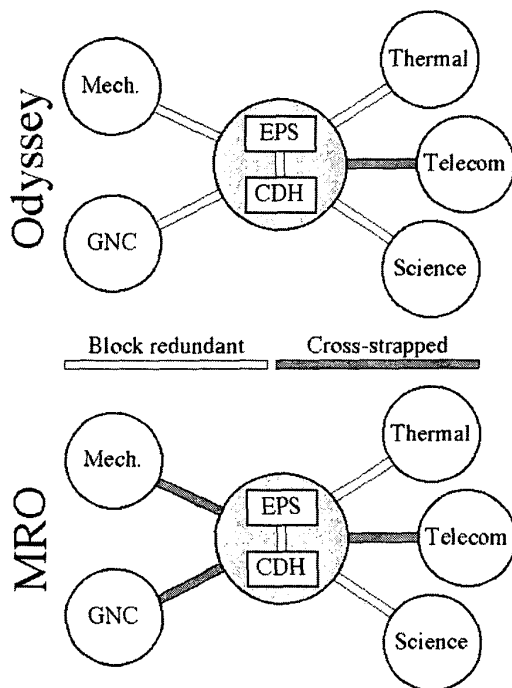 Odyssey
Mech.
Thermal
EPS
Telecom
CDH
GNC
Science
Block redundant
Cross-strapped
MRO
Mech.
Thermal
EPS
Telecom
CDH
GNC
Science